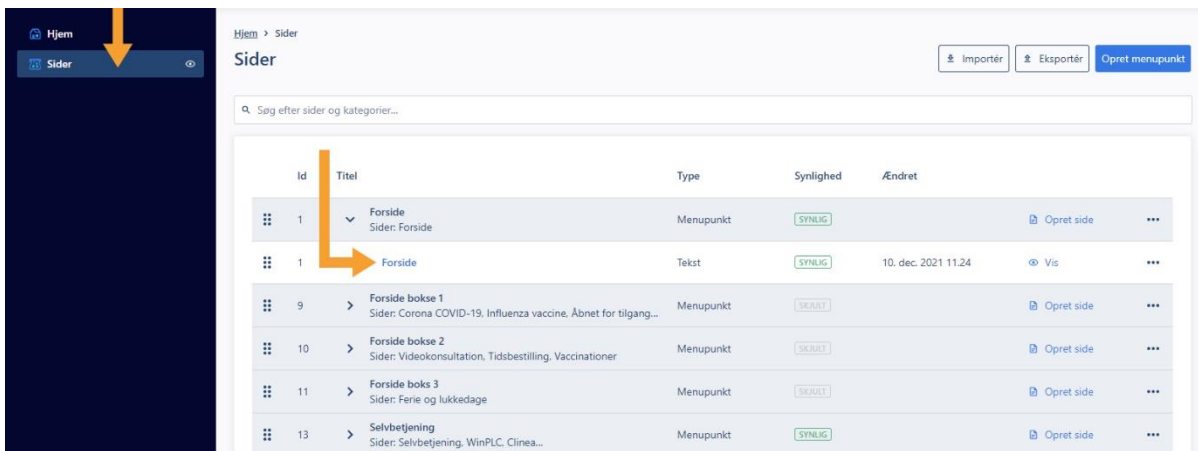 Hjem
Sider
Hjem > Sider
Sider
Importér
Eksportér
Opret menupunkt
Søg efter sider og kategorier...
Id Titel Type Synlighed Ændret
1 Forside Menupunkt SYNLIG Opret side
Sider: Forside
1 Forside Tekst SYNLIG 10. dec. 2021 11.24 Vis
9 Forside bokse 1 Menupunkt SKJULT Opret side
Sider: Corona COVID-19, Influenza vaccine, Åbnet for tilgang...
10 Forside bokse 2 Menupunkt SKJULT Opret side
Sider: Videokonsultation, Tidsbestilling, Vaccinationer
11 Forside boks 3 Menupunkt SKJULT Opret side
Sider: Ferie og lukkedage
13 Selvbetjening Menupunkt SYNLIG Opret side
Sider: Selvbetjening, WinPLC, Clinea...